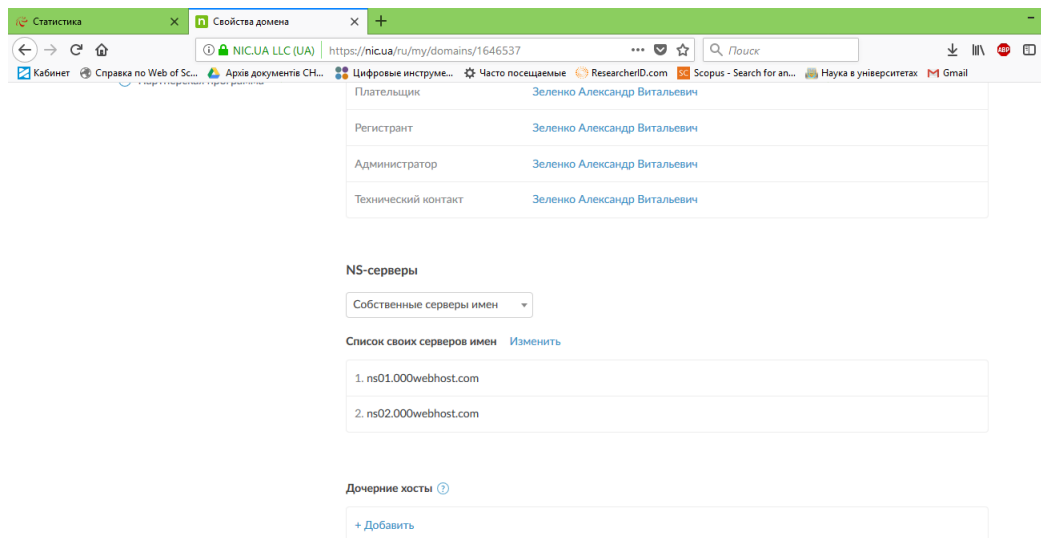 Статистика
Свойства домена
NIC.UA LLC (UA) https://nic.ua/ru/my/domains/1646537 Поиск
Кабинет Справка по Web of Sc... Архів документів СН... Цифровые инструме... Часто посещаемые ResearcherID.com SC Scopus - Search for an... Наука в університетах Gmail
Плательщик Зеленко Александр Витальевич
Регистрант Зеленко Александр Витальевич
Администратор Зеленко Александр Витальевич
Технический контакт Зеленко Александр Витальевич
NS-серверы
Собственные серверы имен
Список своих серверов имен Изменить
1. ns01.000webhost.com
2. ns02.000webhost.com
Дочерние хосты ?
+ Добавить